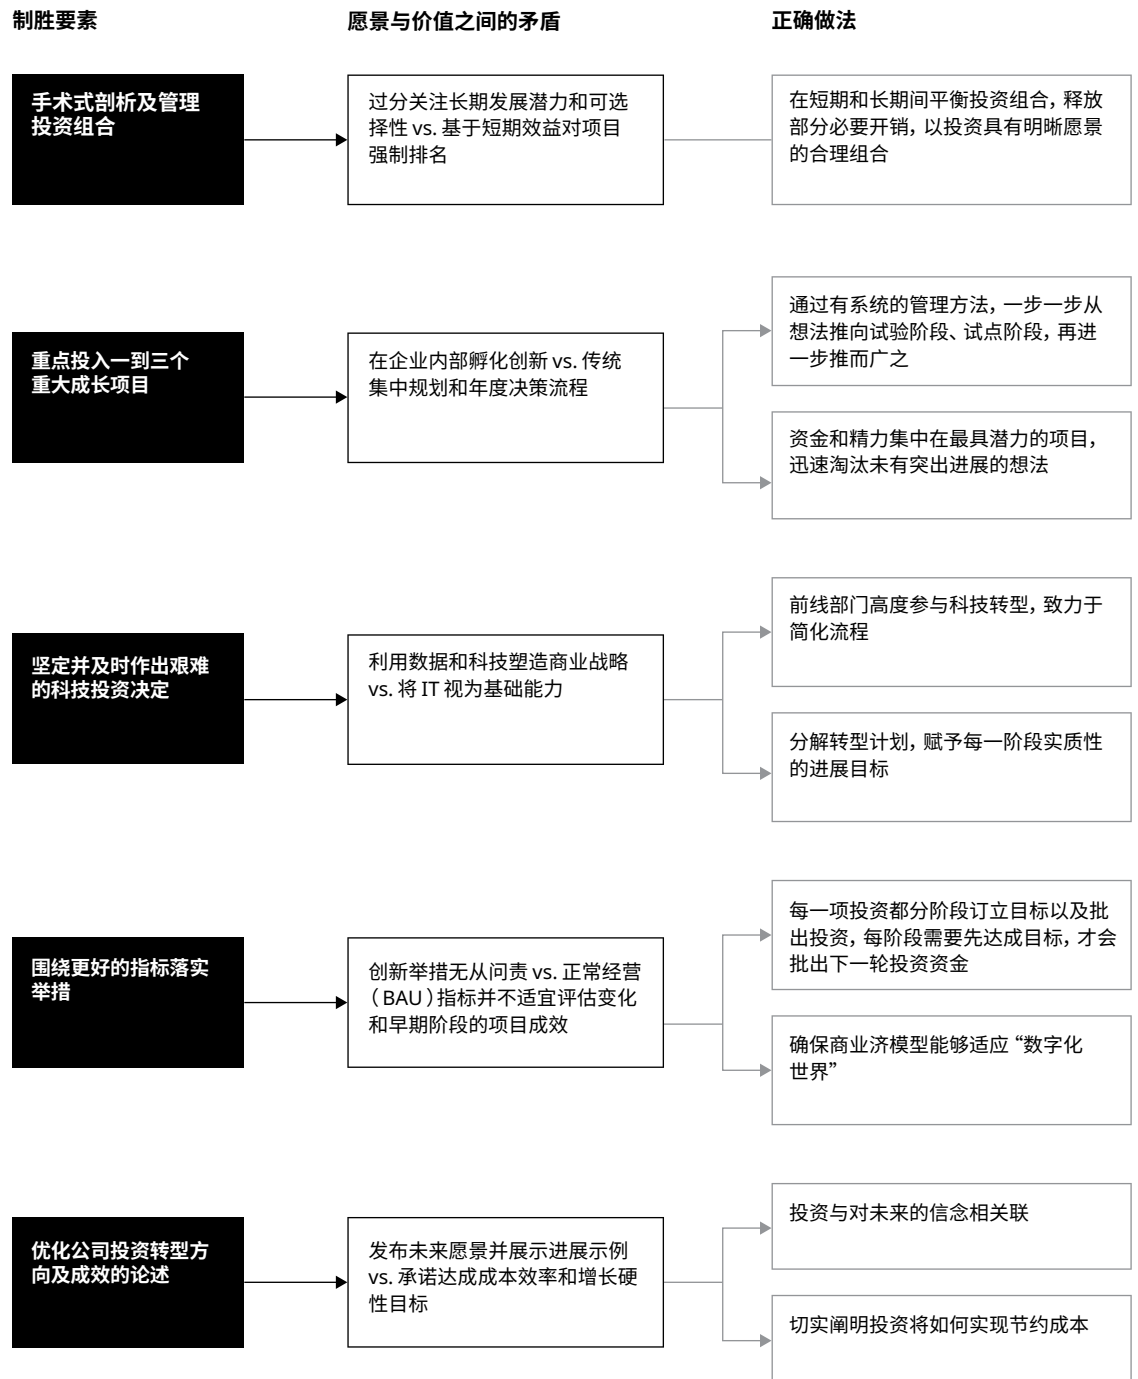 制胜要素
愿景与价值之间的矛盾
正确做法
手术式剖析及管理
投资组合
过分关注长期发展潜力和可选
择性 vs. 基于短期效益对项目
强制排名
在短期和长期间平衡投资组合，释放
部分必要开销，以投资具有明晰愿景
的合理组合
重点投入一到三个
重大成长项目
在企业内部孵化创新 vs. 传统
集中规划和年度决策流程
通过有系统的管理方法，一步一步从
想法推向试验阶段、试点阶段，再进
一步推而广之
资金和精力集中在最具潜力的项目，
迅速淘汰未有突出进展的想法
坚定并及时作出艰难
的科技投资决定
利用数据和科技塑造商业战略
vs. 将 IT 视为基础能力
前线部门高度参与科技转型，致力于
简化流程
分解转型计划，赋予每一阶段实质性
的进展目标
围绕更好的指标落实
举措
创新举措无从问责 vs. 正常经营
（BAU）指标并不适宜评估变化
和早期阶段的项目成效
每一项投资都分阶段订立目标以及批
出投资，每阶段需要先达成目标，才会
批出下一轮投资资金
确保商业济模型能够适应“数字化
世界”
优化公司投资转型方
向及成效的论述
发布未来愿景并展示进展示例
vs. 承诺达成成本效率和增长硬
性目标
投资与对未来的信念相关联
切实阐明投资将如何实现节约成本